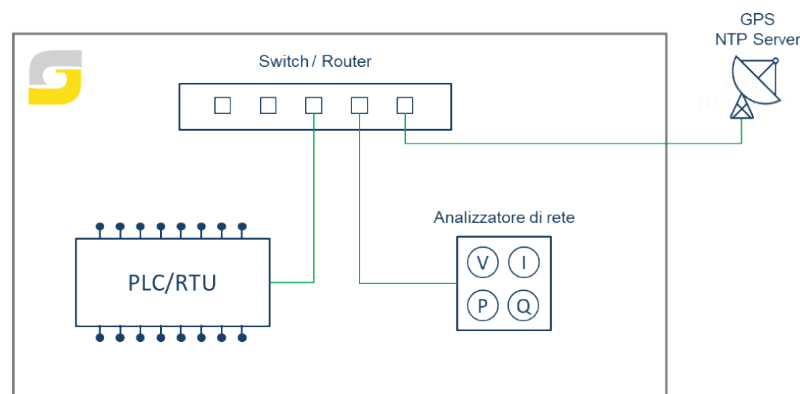 GPS
NTP Server
Switch / Router
Analizzatore di rete
V I
PLC/RTU
P Q